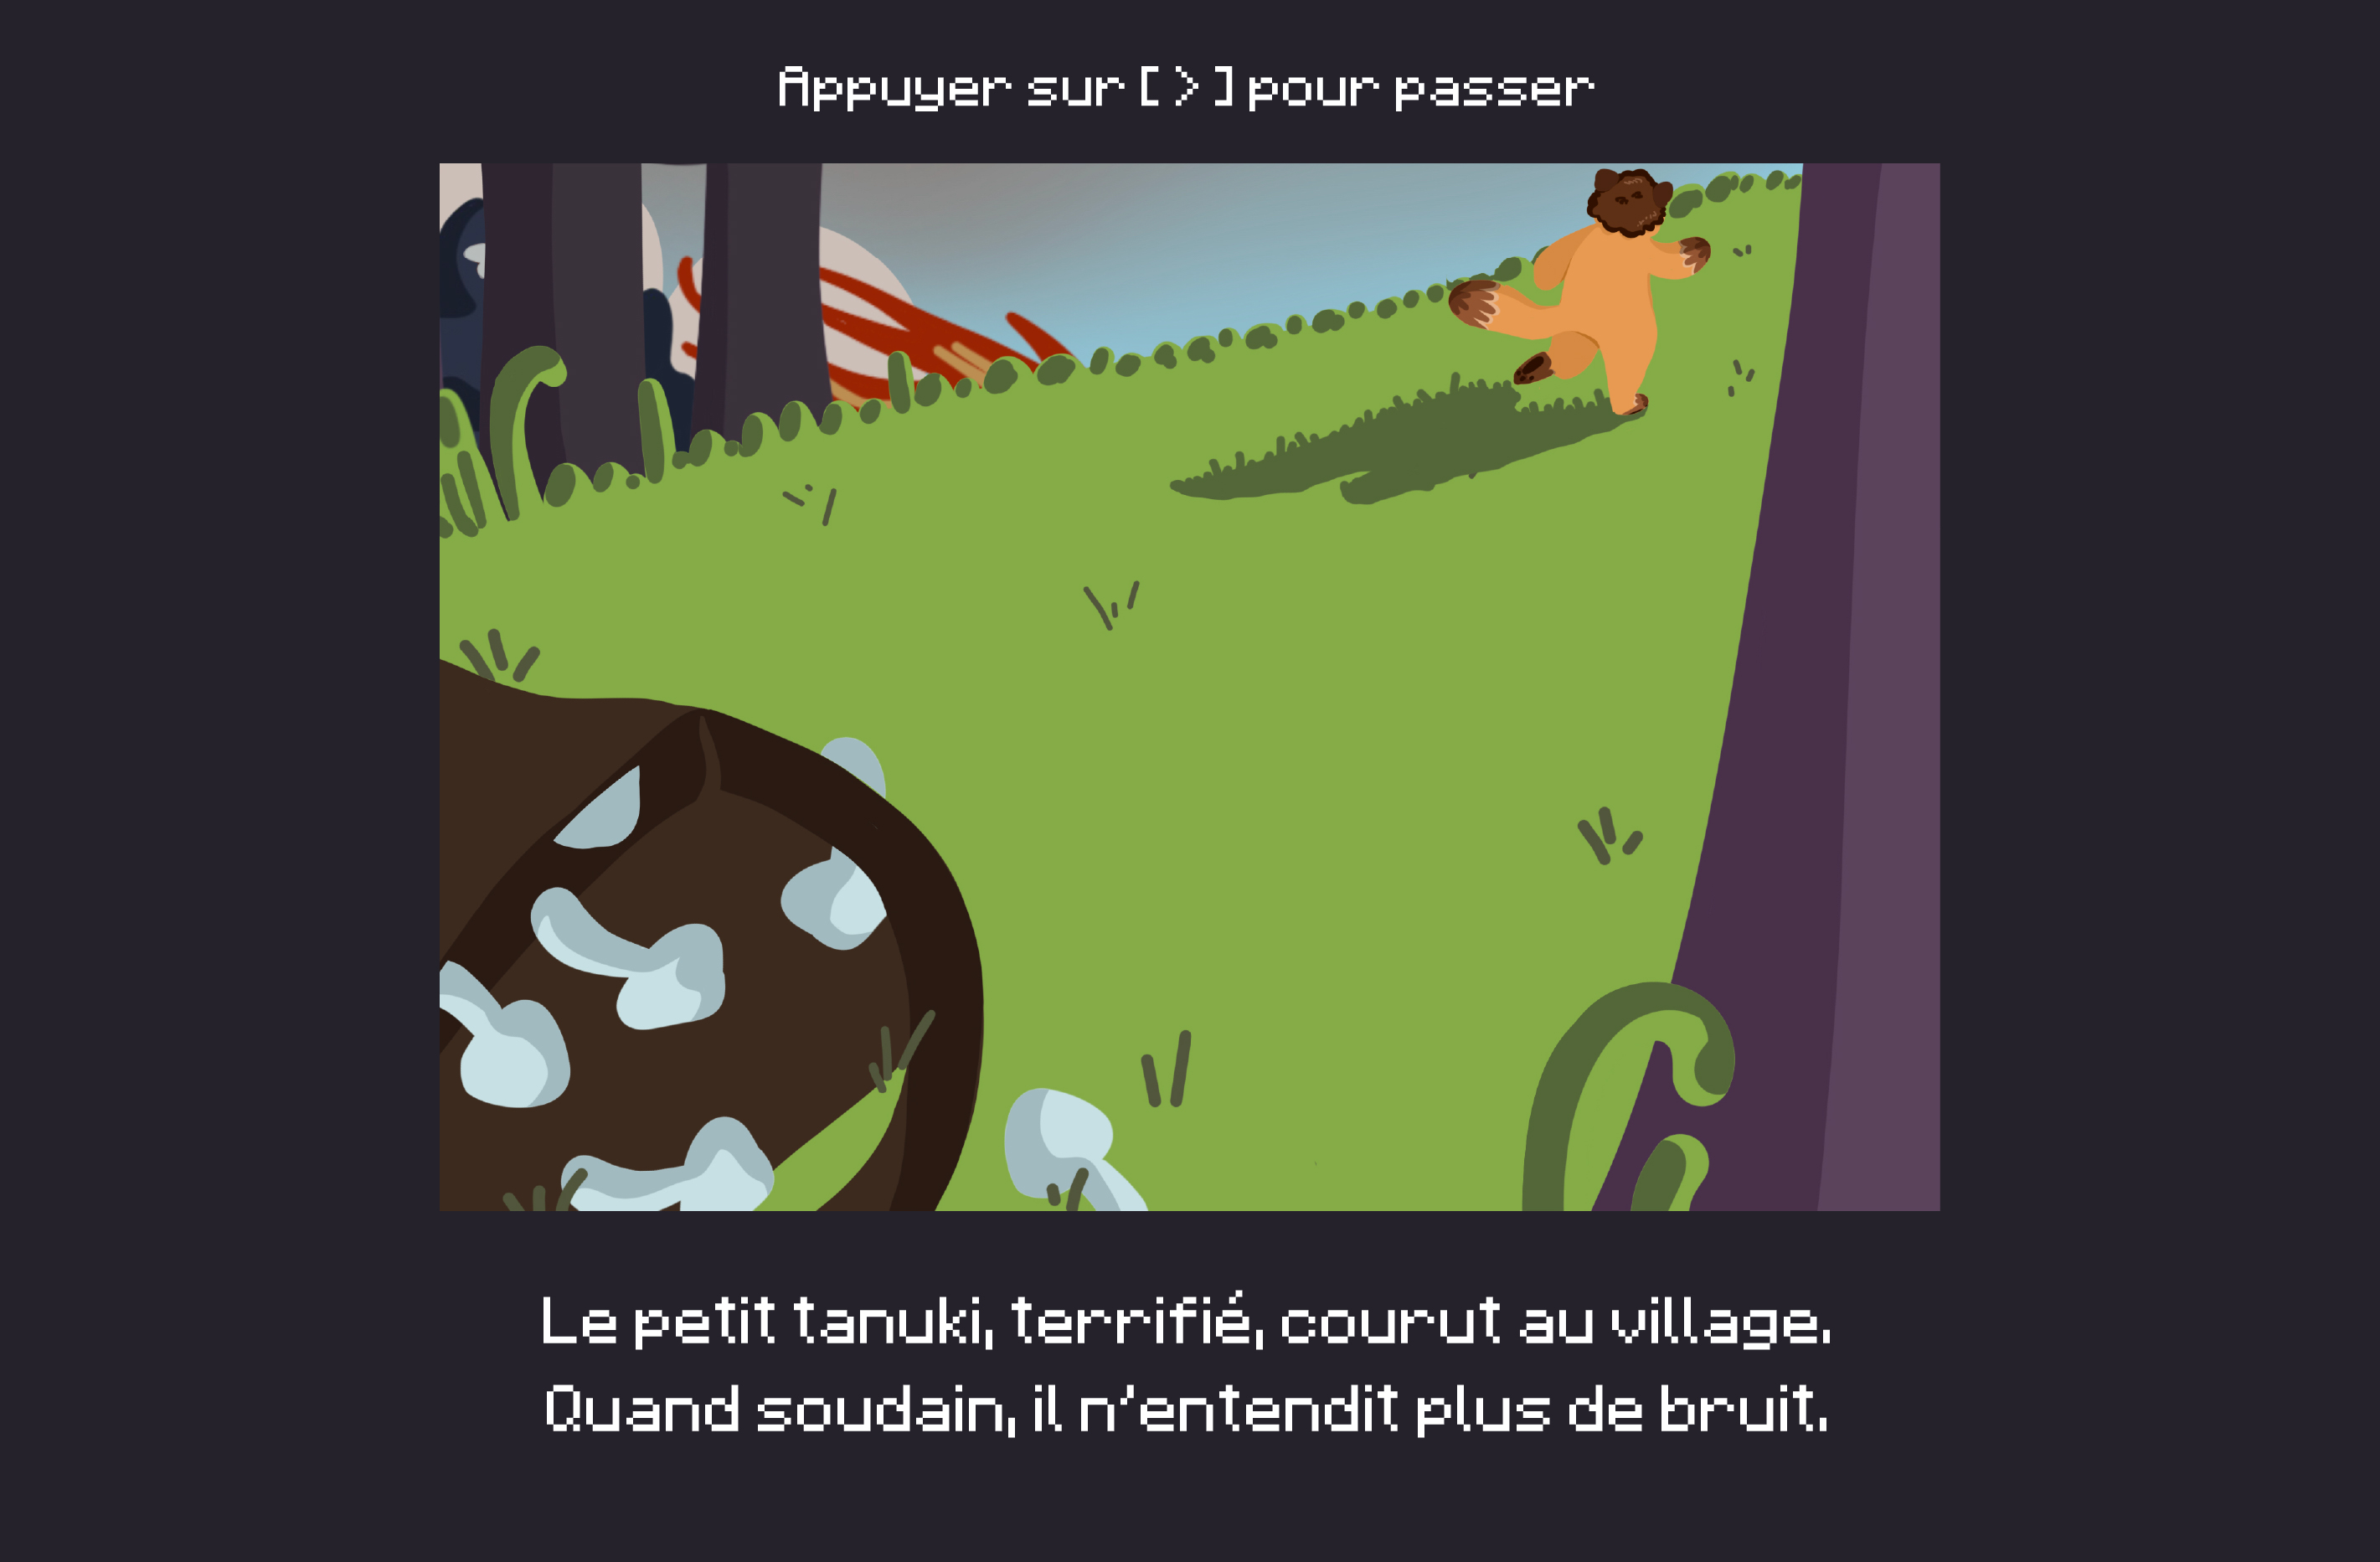 Appuyer sur [>] pour passer
Le petit tanuki, terrifié, courut au village.
Quand soudain, il n'entendit plus de bruit.